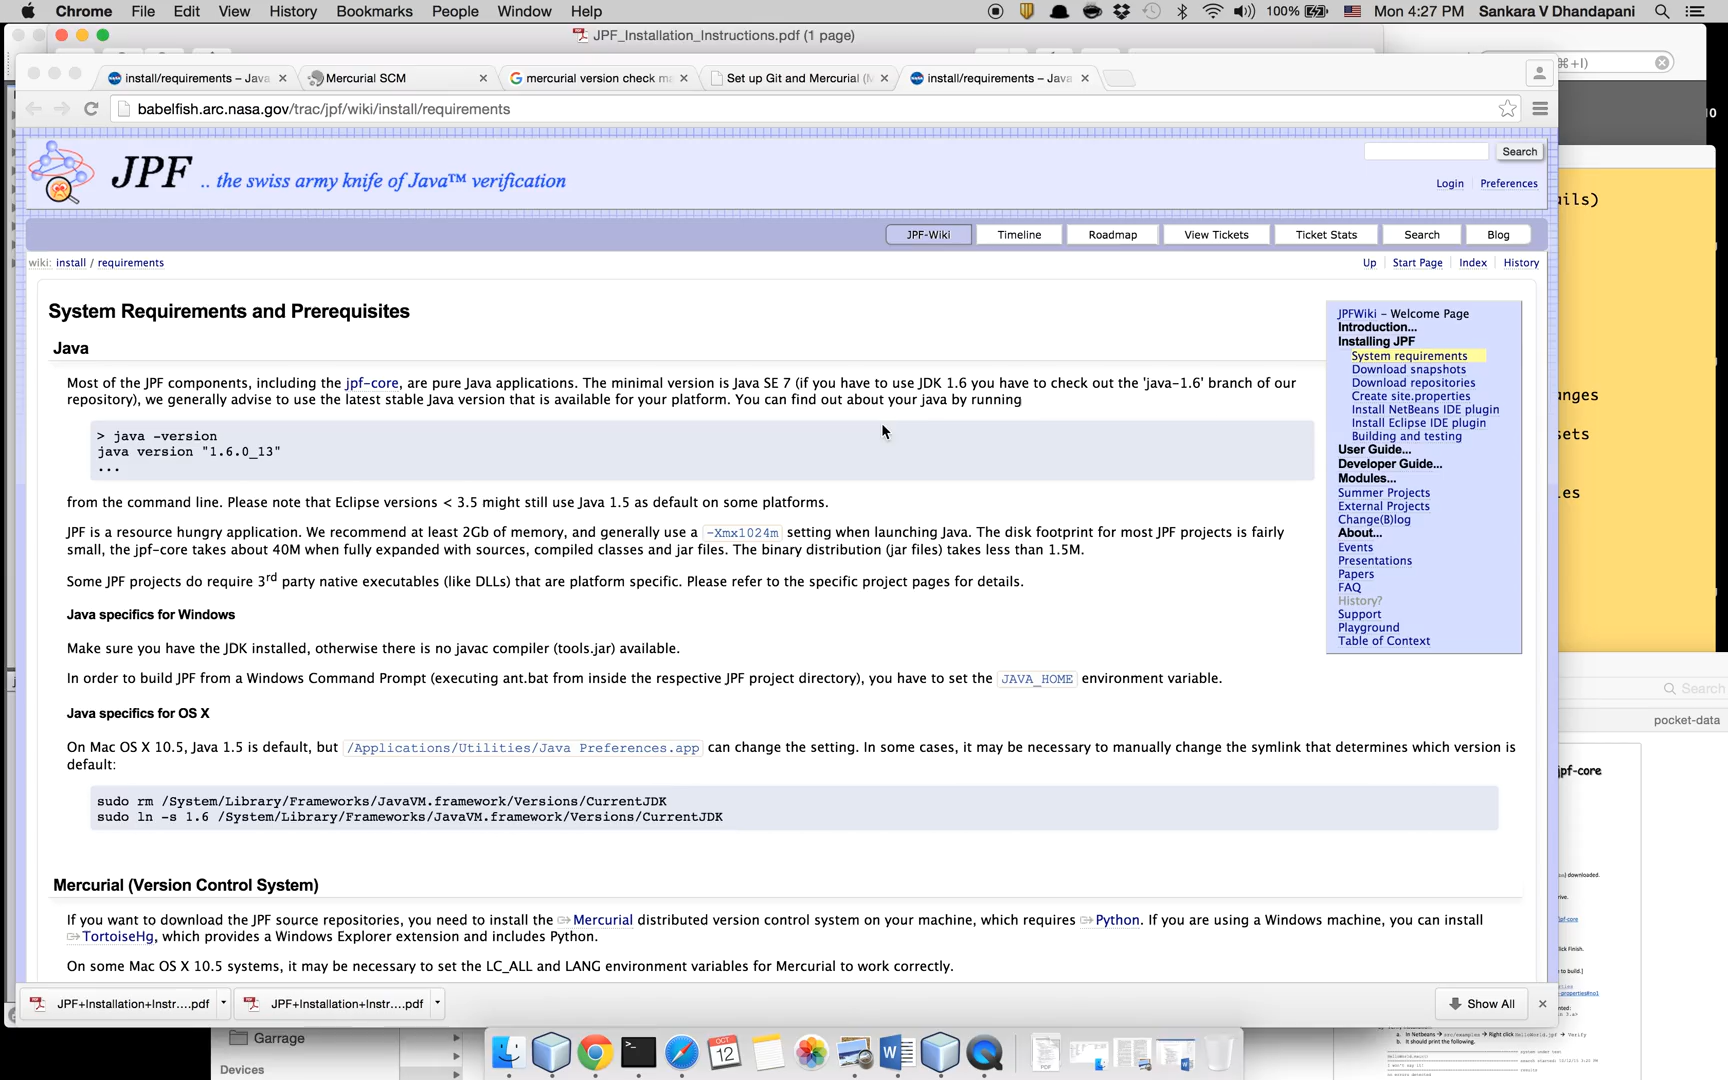 Chrome File Edit View History Bookmarks People Window Help 100% Mon 4:27 PM Sankara V Dhandapani
JPF_Installation_Instructions.pdf (1 page)
⌘+I)
install/requirements – Java
Mercurial SCM
mercurial version check ma
Set up Git and Mercurial (M
install/requirements – Java
babelfish.arc.nasa.gov/trac/jpf/wiki/install/requirements
JPF .. the swiss army knife of Java™ verification
Search
Login Preferences
JPF-Wiki Timeline Roadmap View Tickets Ticket Stats Search Blog
wiki: install / requirements
Up Start Page Index History
System Requirements and Prerequisites
Java
Most of the JPF components, including the jpf-core, are pure Java applications. The minimal version is Java SE 7 (if you have to use JDK 1.6 you have to check out the 'java-1.6' branch of our
repository), we generally advise to use the latest stable Java version that is available for your platform. You can find out about your java by running
> java -version
java version "1.6.0_13"
...
from the command line. Please note that Eclipse versions < 3.5 might still use Java 1.5 as default on some platforms.
JPF is a resource hungry application. We recommend at least 2Gb of memory, and generally use a -Xmx1024m setting when launching Java. The disk footprint for most JPF projects is fairly
small, the jpf-core takes about 40M when fully expanded with sources, compiled classes and jar files. The binary distribution (jar files) takes less than 1.5M.
Some JPF projects do require 3rd party native executables (like DLLs) that are platform specific. Please refer to the specific project pages for details.
Java specifics for Windows
Make sure you have the JDK installed, otherwise there is no javac compiler (tools.jar) available.
In order to build JPF from a Windows Command Prompt (executing ant.bat from inside the respective JPF project directory), you have to set the JAVA_HOME environment variable.
Java specifics for OS X
On Mac OS X 10.5, Java 1.5 is default, but /Applications/Utilities/Java Preferences.app can change the setting. In some cases, it may be necessary to manually change the symlink that determines which version is
default:
sudo rm /System/Library/Frameworks/JavaVM.framework/Versions/CurrentJDK
sudo ln -s 1.6 /System/Library/Frameworks/JavaVM.framework/Versions/CurrentJDK
Mercurial (Version Control System)
If you want to download the JPF source repositories, you need to install the Mercurial distributed version control system on your machine, which requires Python. If you are using a Windows machine, you can install
TortoiseHg, which provides a Windows Explorer extension and includes Python.
On some Mac OS X 10.5 systems, it may be necessary to set the LC_ALL and LANG environment variables for Mercurial to work correctly.
JPFWiki – Welcome Page
Introduction...
Installing JPF
System requirements
Download snapshots
Download repositories
Create site.properties
Install NetBeans IDE plugin
Install Eclipse IDE plugin
Building and testing
User Guide...
Developer Guide...
Modules...
Summer Projects
External Projects
Change(B)log
About...
Events
Presentations
Papers
FAQ
History?
Support
Playground
Table of Context
ails)
nges
sets
les
Search
pocket-data
jpf-core
JPF+Installation+Instr....pdf
JPF+Installation+Instr....pdf
Show All
Garrage
Devices
OCT
12